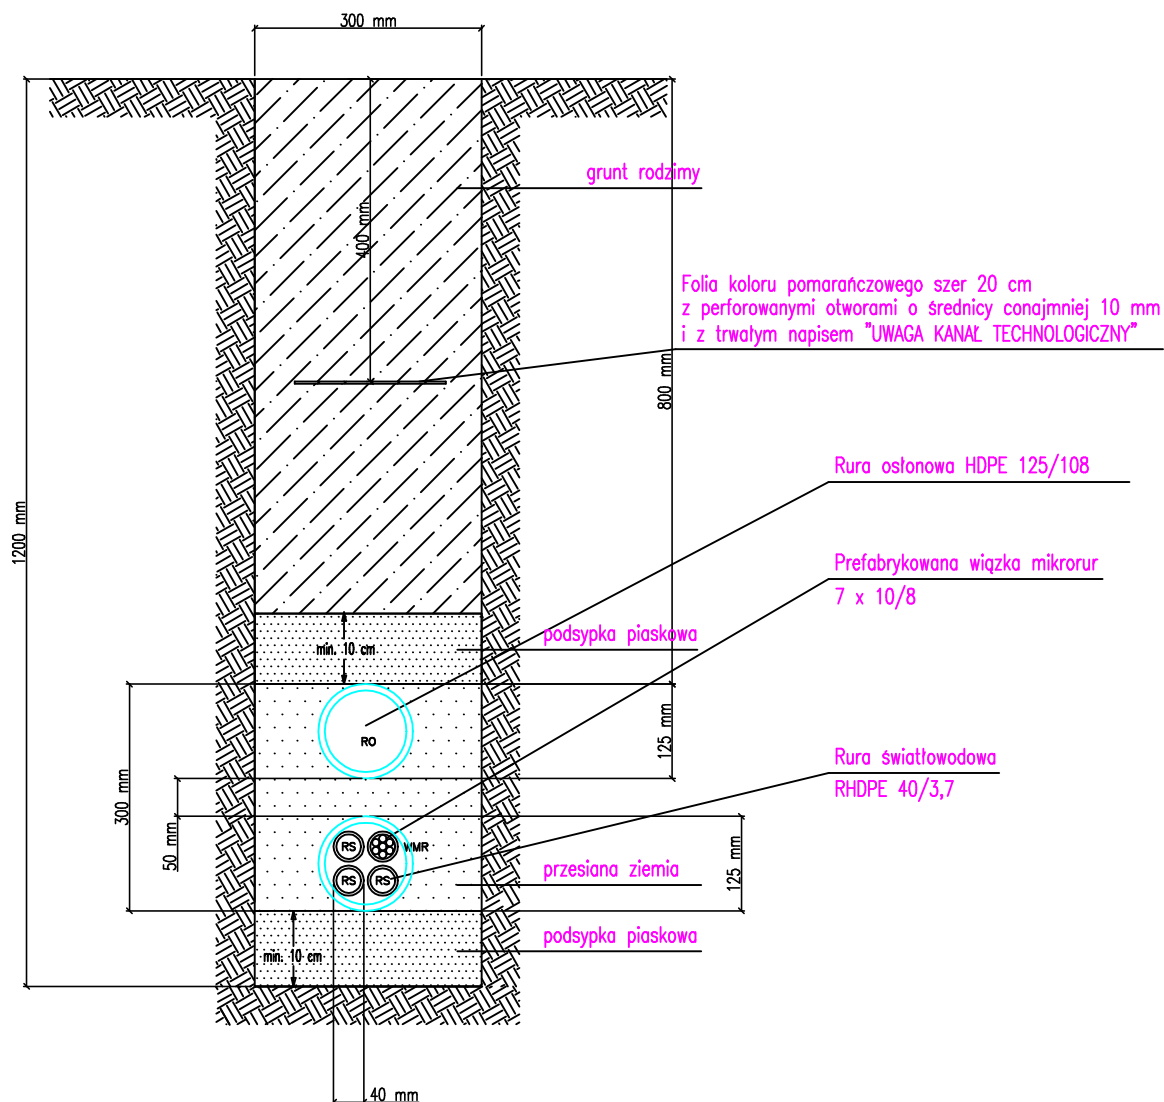 300 mm
grunt rodzimy
400 mm
Folia koloru pomarańczowego szer 20 cm
z perforowanymi otworami o średnicy conajmniej 10 mm
i z trwałym napisem "UWAGA KANAŁ TECHNOLOGICZNY"
800 mm
Rura osłonowa HDPE 125/108
1200 mm
Prefabrykowana wiązka mikrorur
7 x 10/8
podsypka piaskowa
min. 10 cm
RO
125 mm
Rura światłowodowa
RHDPE 40/3,7
300 mm
50 mm
RS
WMR
RS
RS
125 mm
przesiana ziemia
podsypka piaskowa
min. 10 cm
40 mm